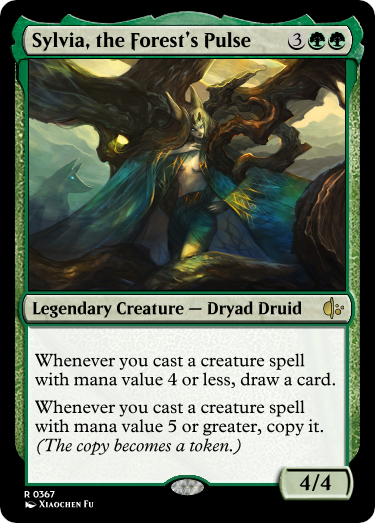 Sylvia, the Forest's Pulse 3
Legendary Creature — Dryad Druid
Whenever you cast a creature spell
with mana value 4 or less, draw a card.
Whenever you cast a creature spell
with mana value 5 or greater, copy it.
(The copy becomes a token.)
4/4
R 0367
Xiaochen Fu